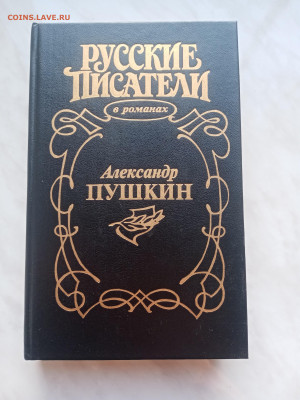 COINS.LAVE.RU
РУССКИЕ
ПИСАТЕЛИ
в романах
Александр
ПУШКИН